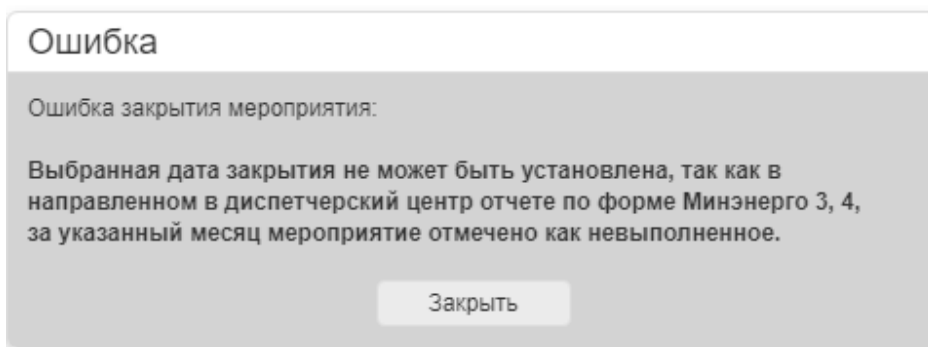 Ошибка
Ошибка закрытия мероприятия:
Выбранная дата закрытия не может быть установлена, так как в
направленном в диспетчерский центр отчете по форме Минэнерго 3, 4,
за указанный месяц мероприятие отмечено как невыполненное.
Закрыть